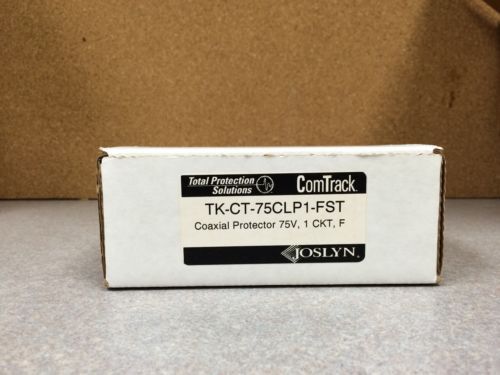 Total Protection Solutions ComTrack
TK-CT-75CLP1-FST
Coaxial Protector 75V, 1 CKT, F
JOSLYN.